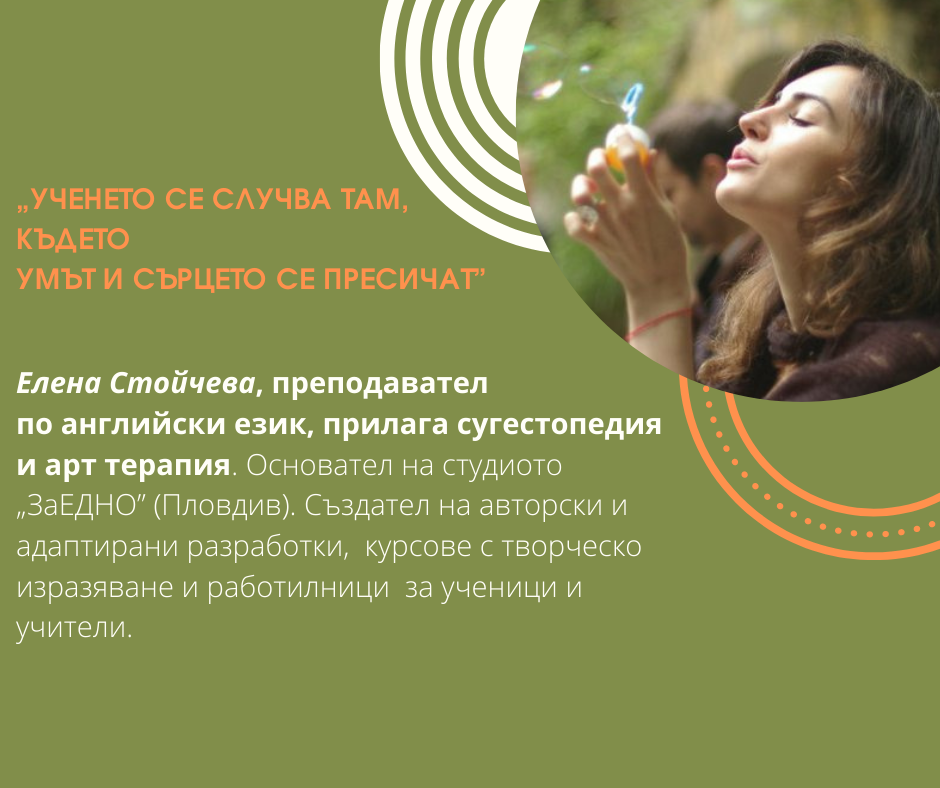 „УЧЕНЕТО СЕ СЛУЧВА ТАМ,
КЪДЕТО
УМЪТ И СЪРЦЕТО СЕ ПРЕСИЧАТ”
Елена Стойчева, преподавател
по английски език, прилага сугестопедия
и арт терапия. Основател на студиото
„ЗаЕДНО” (Пловдив). Създател на авторски и
адаптирани разработки,  курсове с творческо
изразяване и работилници  за ученици и
учители.